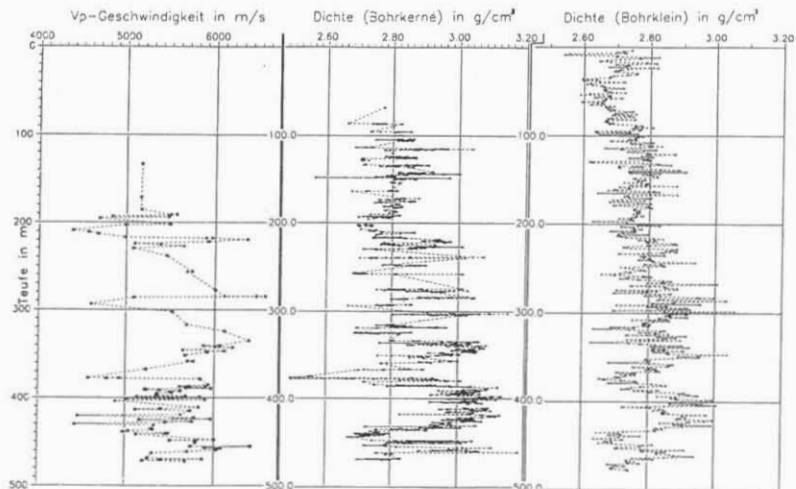 Vp-Geschwindigkeit in m/s
Dichte (Bohrkerne) in g/cm³
Dichte (Bohrklein) in g/cm³
4000 5000 6000
2.60 2.80 3.00 3.20
2.60 2.80 3.00 3.20
0
100
200
300
400
500
Teufe in m
100.0
200.0
300.0
400.0
500.0
100.0
200.0
300.0
400.0
500.0